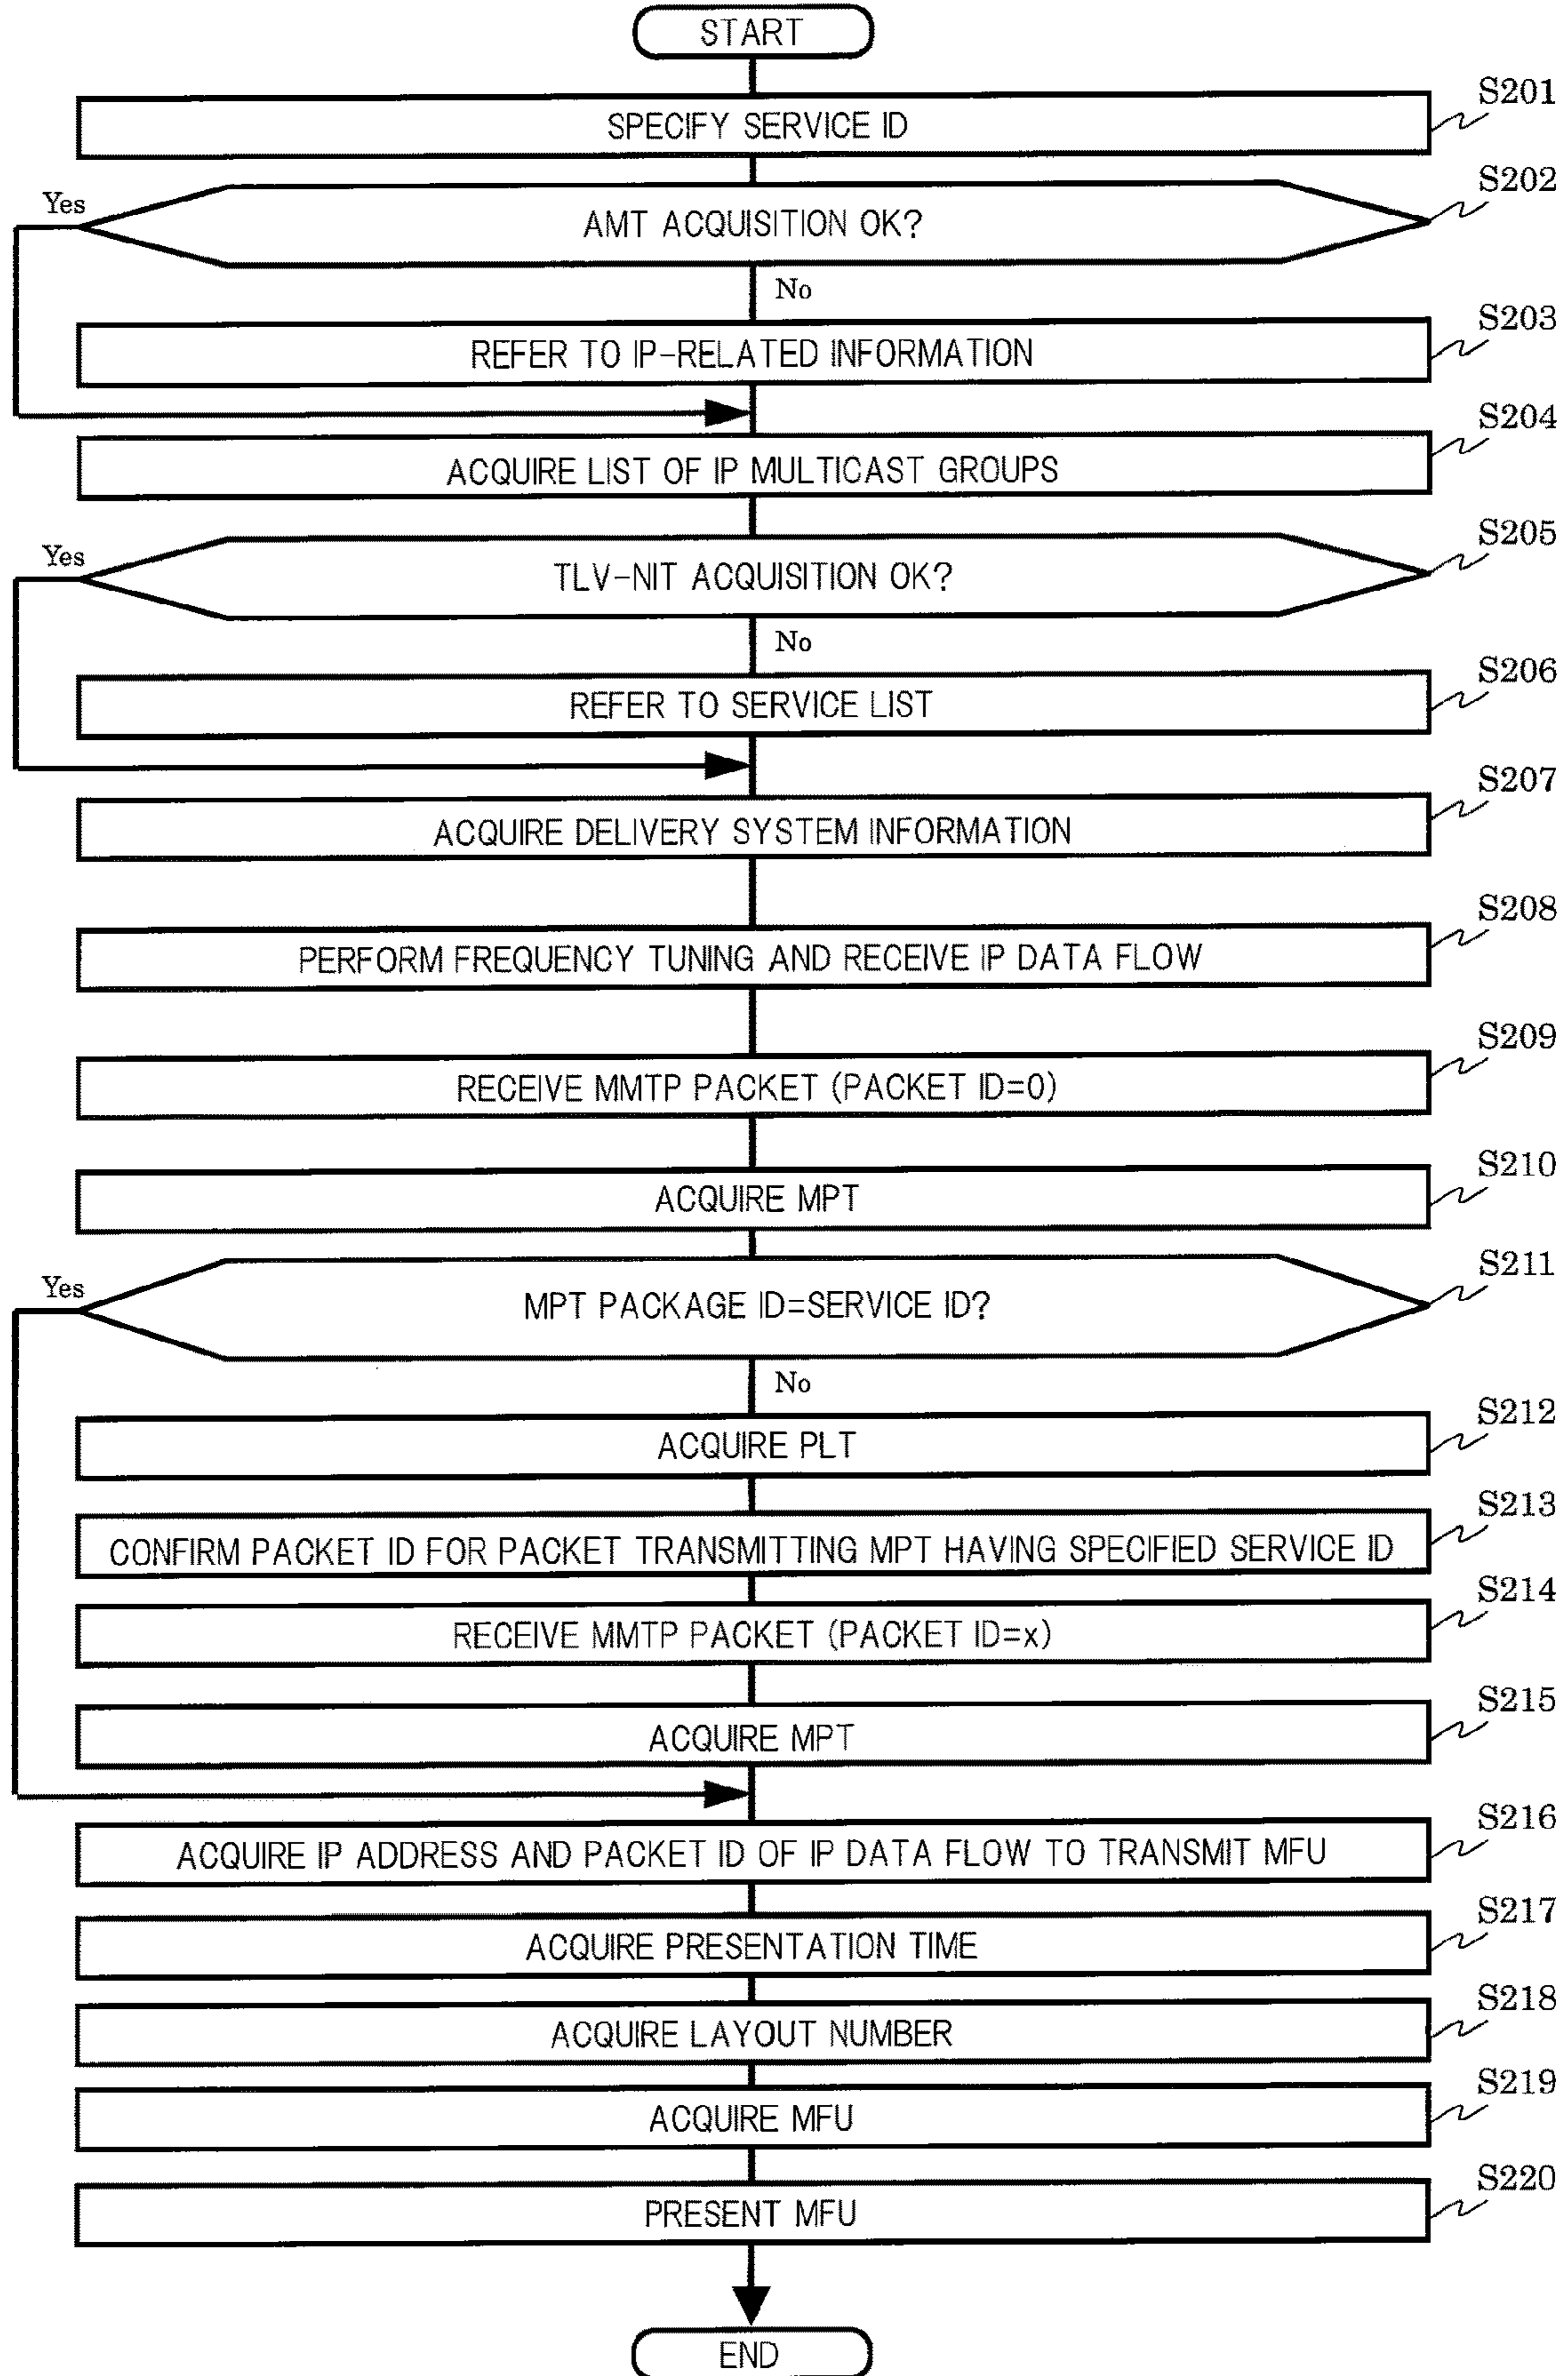 START
S201
SPECIFY SERVICE ID
S202
Yes
AMT ACQUISITION OK?
No
S203
REFER TO IP-RELATED INFORMATION
S204
ACQUIRE LIST OF IP MULTICAST GROUPS
S205
Yes
TLV-NIT ACQUISITION OK?
No
S206
REFER TO SERVICE LIST
S207
ACQUIRE DELIVERY SYSTEM INFORMATION
S208
PERFORM FREQUENCY TUNING AND RECEIVE IP DATA FLOW
S209
RECEIVE MMTP PACKET (PACKET ID=0)
S210
ACQUIRE MPT
S211
Yes
MPT PACKAGE ID=SERVICE ID?
No
S212
ACQUIRE PLT
S213
CONFIRM PACKET ID FOR PACKET TRANSMITTING MPT HAVING SPECIFIED SERVICE ID
S214
RECEIVE MMTP PACKET (PACKET ID=x)
S215
ACQUIRE MPT
S216
ACQUIRE IP ADDRESS AND PACKET ID OF IP DATA FLOW TO TRANSMIT MFU
S217
ACQUIRE PRESENTATION TIME
S218
ACQUIRE LAYOUT NUMBER
S219
ACQUIRE MFU
S220
PRESENT MFU
END